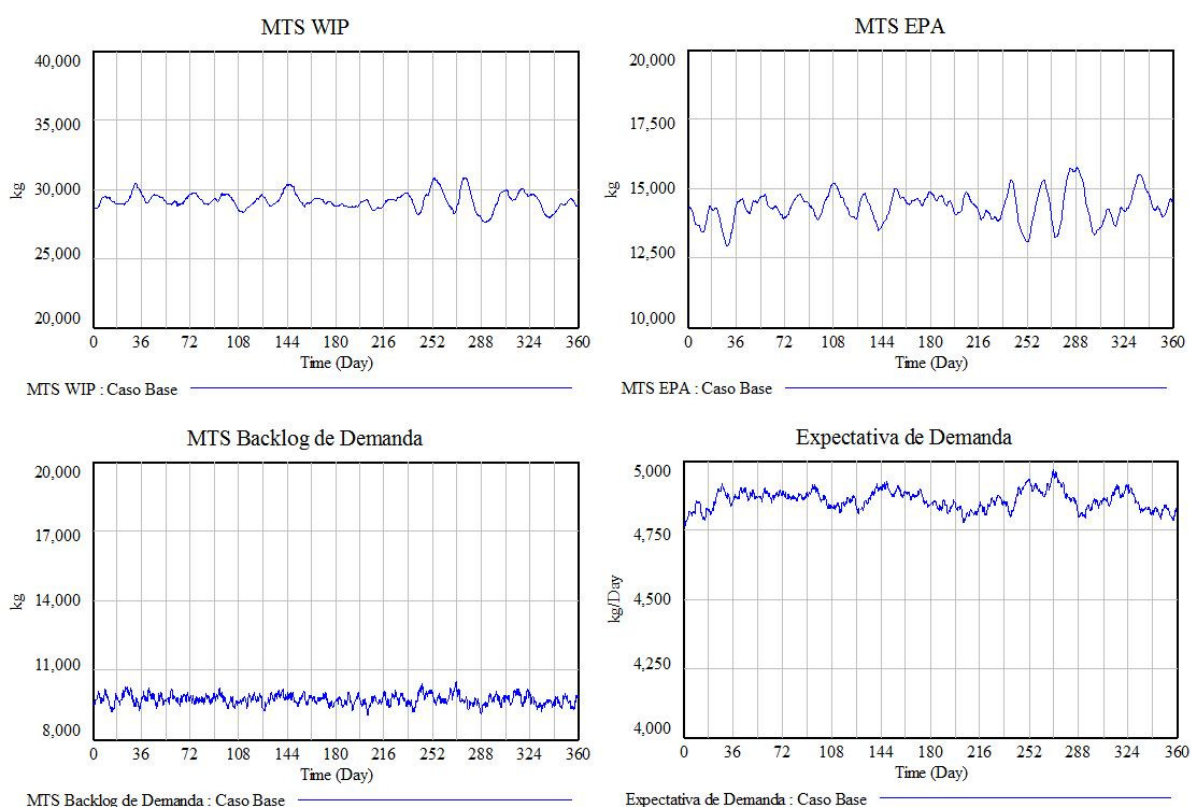 MTS WIP
40,000
35,000
30,000
25,000
20,000
kg
0 36 72 108 144 180 216 252 288 324 360
Time (Day)
MTS WIP : Caso Base
MTS EPA
20,000
17,500
15,000
12,500
10,000
kg
0 36 72 108 144 180 216 252 288 324 360
Time (Day)
MTS EPA : Caso Base
MTS Backlog de Demanda
20,000
17,000
14,000
11,000
8,000
kg
0 36 72 108 144 180 216 252 288 324 360
Time (Day)
MTS Backlog de Demanda : Caso Base
Expectativa de Demanda
5,000
4,750
4,500
4,250
4,000
kg/Day
0 36 72 108 144 180 216 252 288 324 360
Time (Day)
Expectativa de Demanda : Caso Base